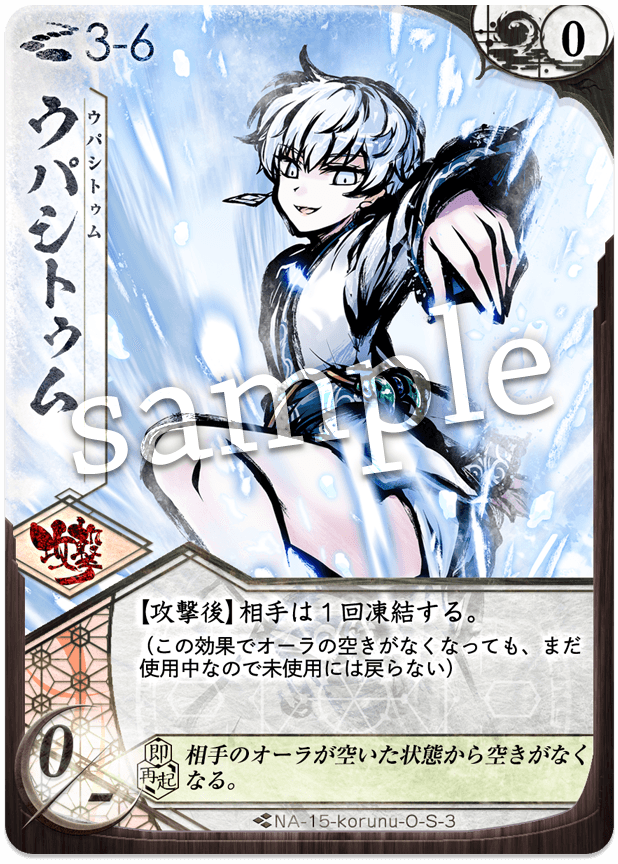 3-6
0
ウパシトゥム
ウパシトゥム
sample
攻撃
【攻撃後】相手は1回凍結する。
（この効果でオーラの空きがなくなっても、まだ
使用中なので未使用には戻らない）
0/-
即再起
相手のオーラが空いた状態から空きがなく
なる。
NA-15-korunu-O-S-3